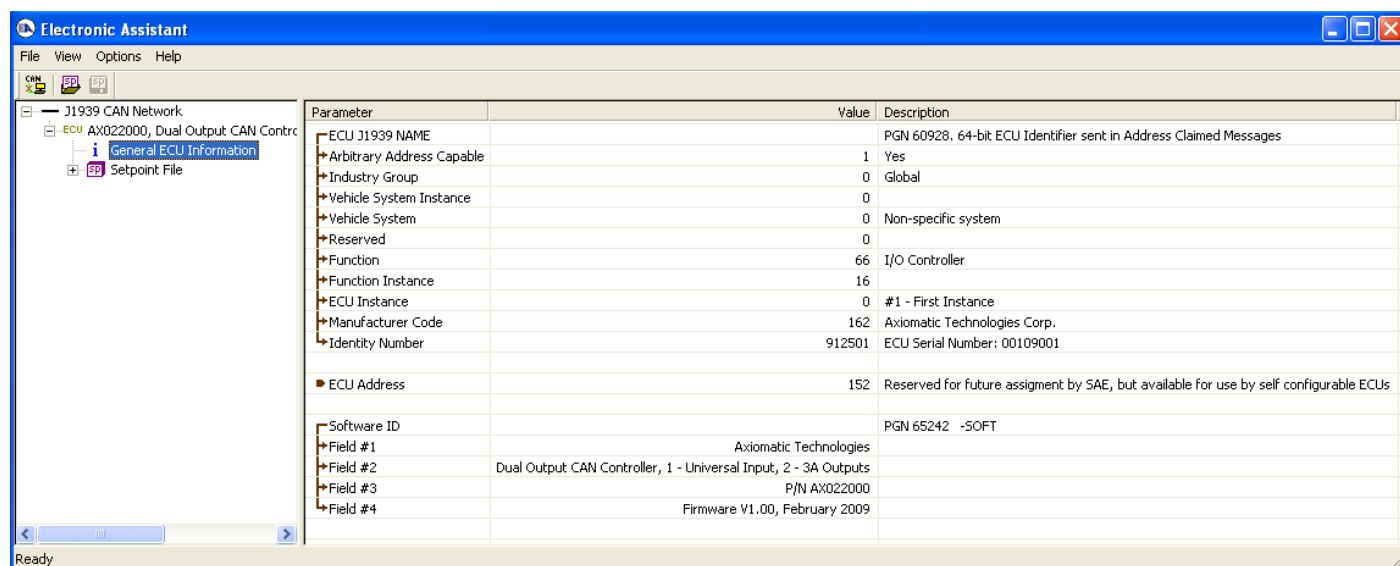 Electronic Assistant
File View Options Help
CAN SP SP
J1939 CAN Network
ECU AX022000, Dual Output CAN Contrc
i General ECU Information
SP Setpoint File
Parameter Value Description
ECU J1939 NAME PGN 60928. 64-bit ECU Identifier sent in Address Claimed Messages
Arbitrary Address Capable 1 Yes
Industry Group 0 Global
Vehicle System Instance 0
Vehicle System 0 Non-specific system
Reserved 0
Function 66 I/O Controller
Function Instance 16
ECU Instance 0 #1 - First Instance
Manufacturer Code 162 Axiomatic Technologies Corp.
Identity Number 912501 ECU Serial Number: 00109001
ECU Address 152 Reserved for future assigment by SAE, but available for use by self configurable ECUs
Software ID PGN 65242 -SOFT
Field #1 Axiomatic Technologies
Field #2 Dual Output CAN Controller, 1 - Universal Input, 2 - 3A Outputs
Field #3 P/N AX022000
Field #4 Firmware V1.00, February 2009
Ready